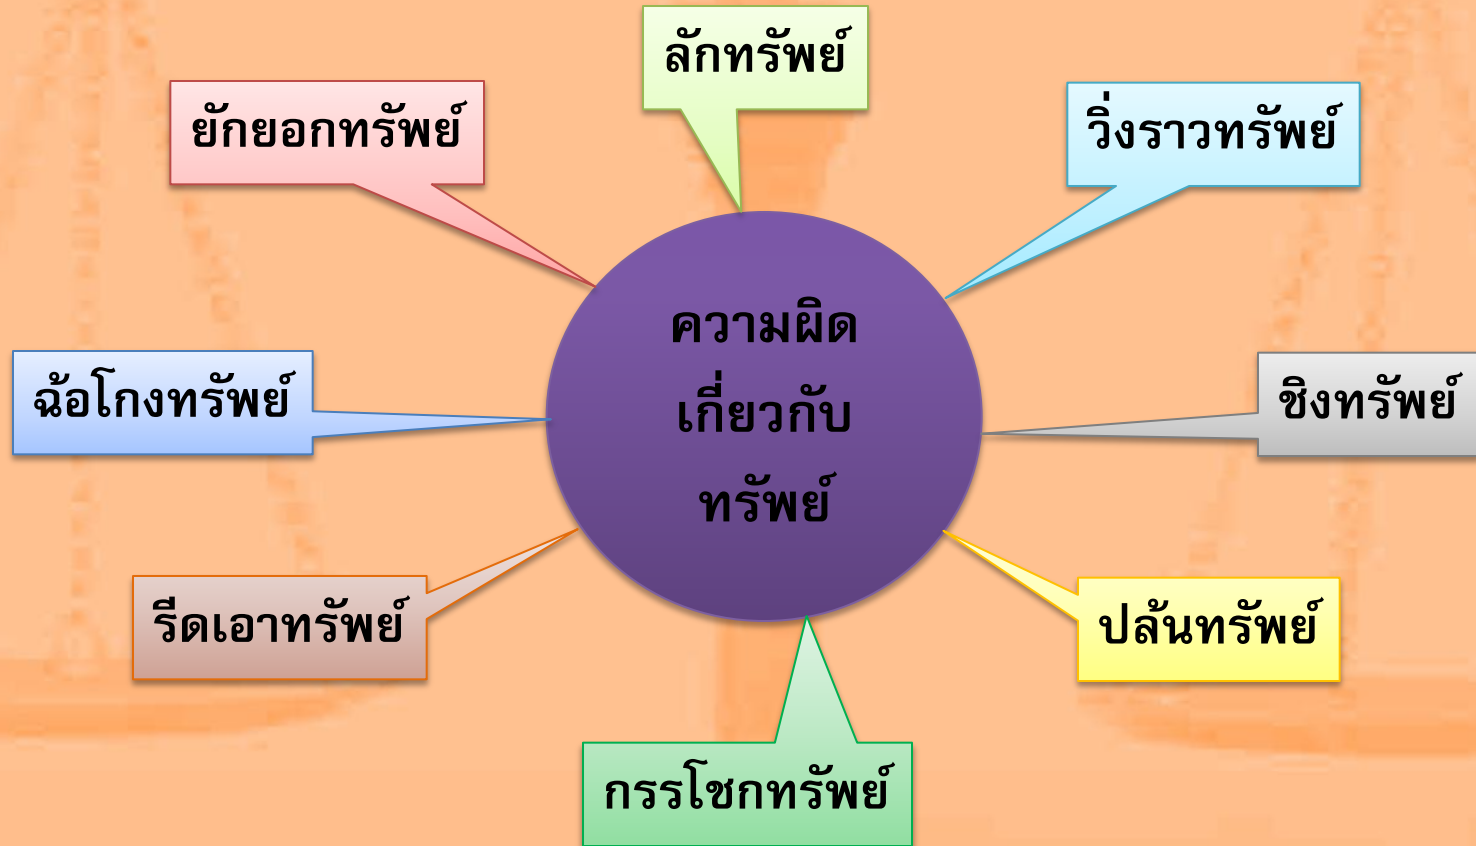 ลักทรัพย์
ยักยอกทรัพย์
วิ่งราวทรัพย์
ความผิด
เกี่ยวกับ
ทรัพย์
ฉ้อโกงทรัพย์
ชิงทรัพย์
รีดเอาทรัพย์
ปล้นทรัพย์
กรรโชกทรัพย์